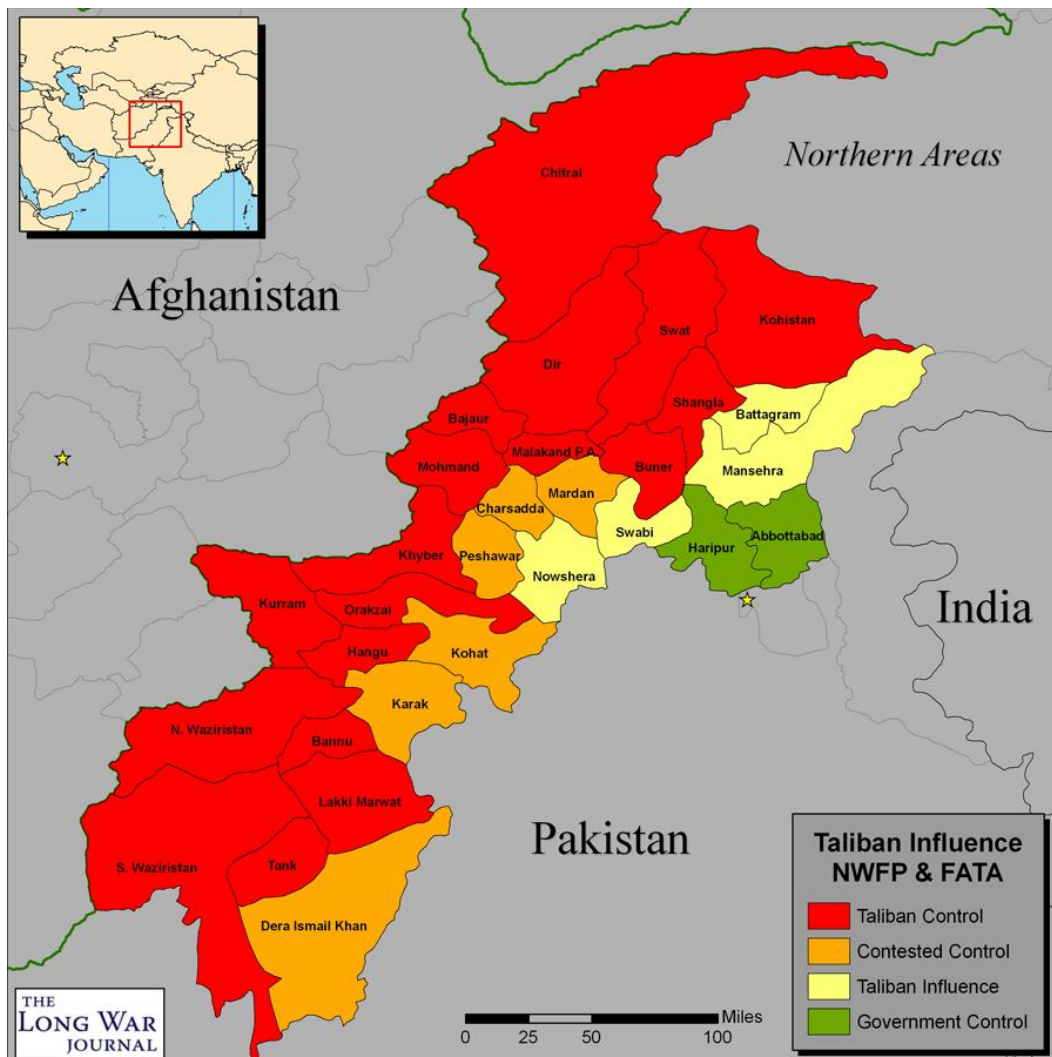 Northern Areas
Chitral
Afghanistan
Swat
Kohistan
Dir
Shangla
Battagram
Bajaur
Malakand P.A.
Mohmand
Buner
Mansehra
Mardan
Charsadda
Swabi
Abbottabad
Haripur
Khyber
Peshawar
Nowshera
Kurram
Orakzai
India
Hangu
Kohat
Karak
N. Waziristan
Bannu
Lakki Marwat
Pakistan
S. Waziristan
Tank
Dera Ismail Khan
Taliban Influence
NWFP & FATA
Taliban Control
Contested Control
Taliban Influence
Government Control
THE
LONG WAR
JOURNAL
Miles
0 25 50 100